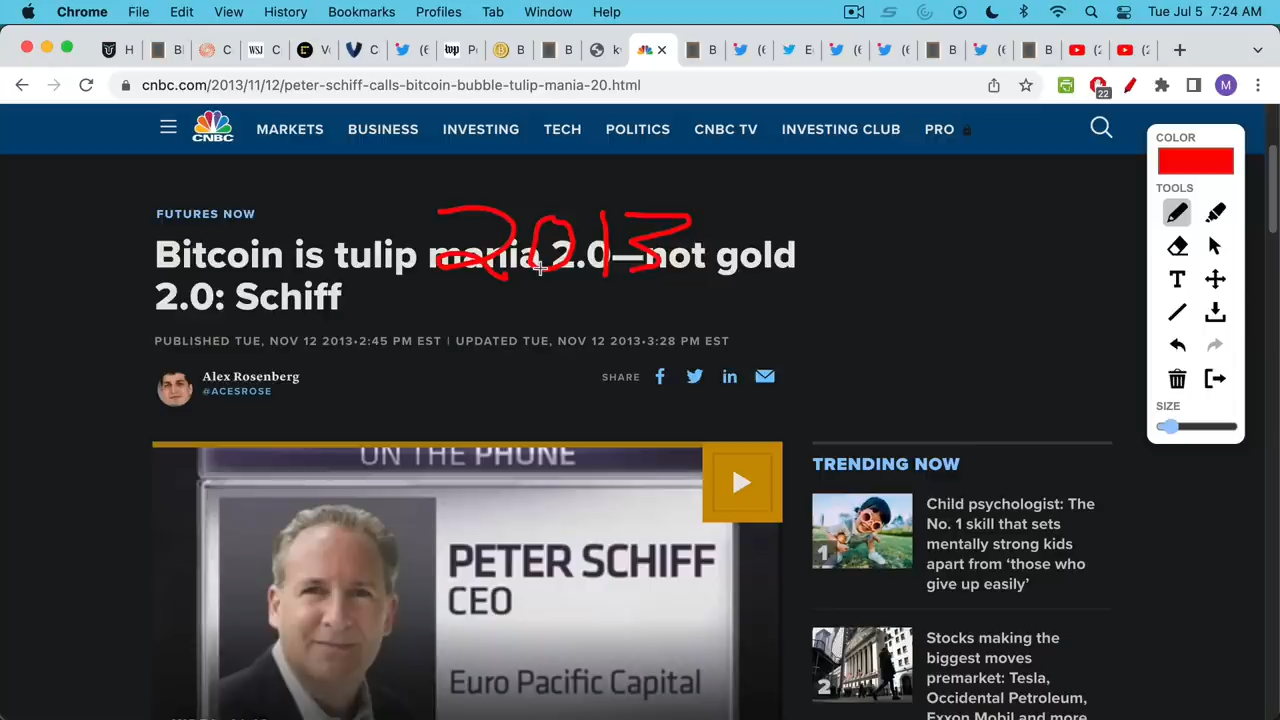 Chrome File Edit View History Bookmarks Profiles Tab Window Help Tue Jul 5 7:24 AM
cnbc.com/2013/11/12/peter-schiff-calls-bitcoin-bubble-tulip-mania-20.html
22
M
CNBC
MARKETS BUSINESS INVESTING TECH POLITICS CNBC TV INVESTING CLUB PRO
COLOR
TOOLS
T
SIZE
FUTURES NOW
2013
Bitcoin is tulip mania 2.0—not gold
2.0: Schiff
PUBLISHED TUE, NOV 12 2013•2:45 PM EST | UPDATED TUE, NOV 12 2013•3:28 PM EST
Alex Rosenberg
@ACESROSE
SHARE
ON THE PHONE
PETER SCHIFF
CEO
Euro Pacific Capital
TRENDING NOW
1
Child psychologist: The
No. 1 skill that sets
mentally strong kids
apart from ‘those who
give up easily’
2
Stocks making the
biggest moves
premarket: Tesla,
Occidental Petroleum,
Exxon Mobil and more